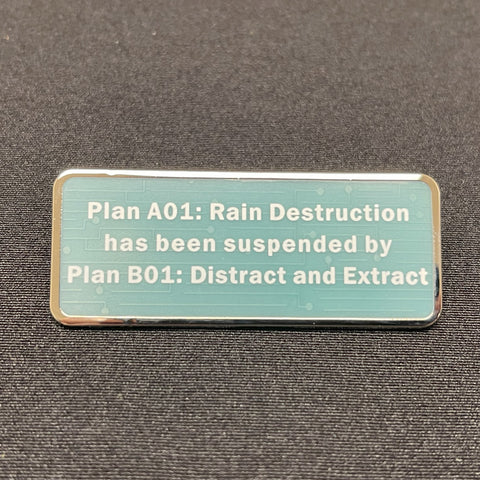 Plan A01: Rain Destruction
has been suspended by
Plan B01: Distract and Extract